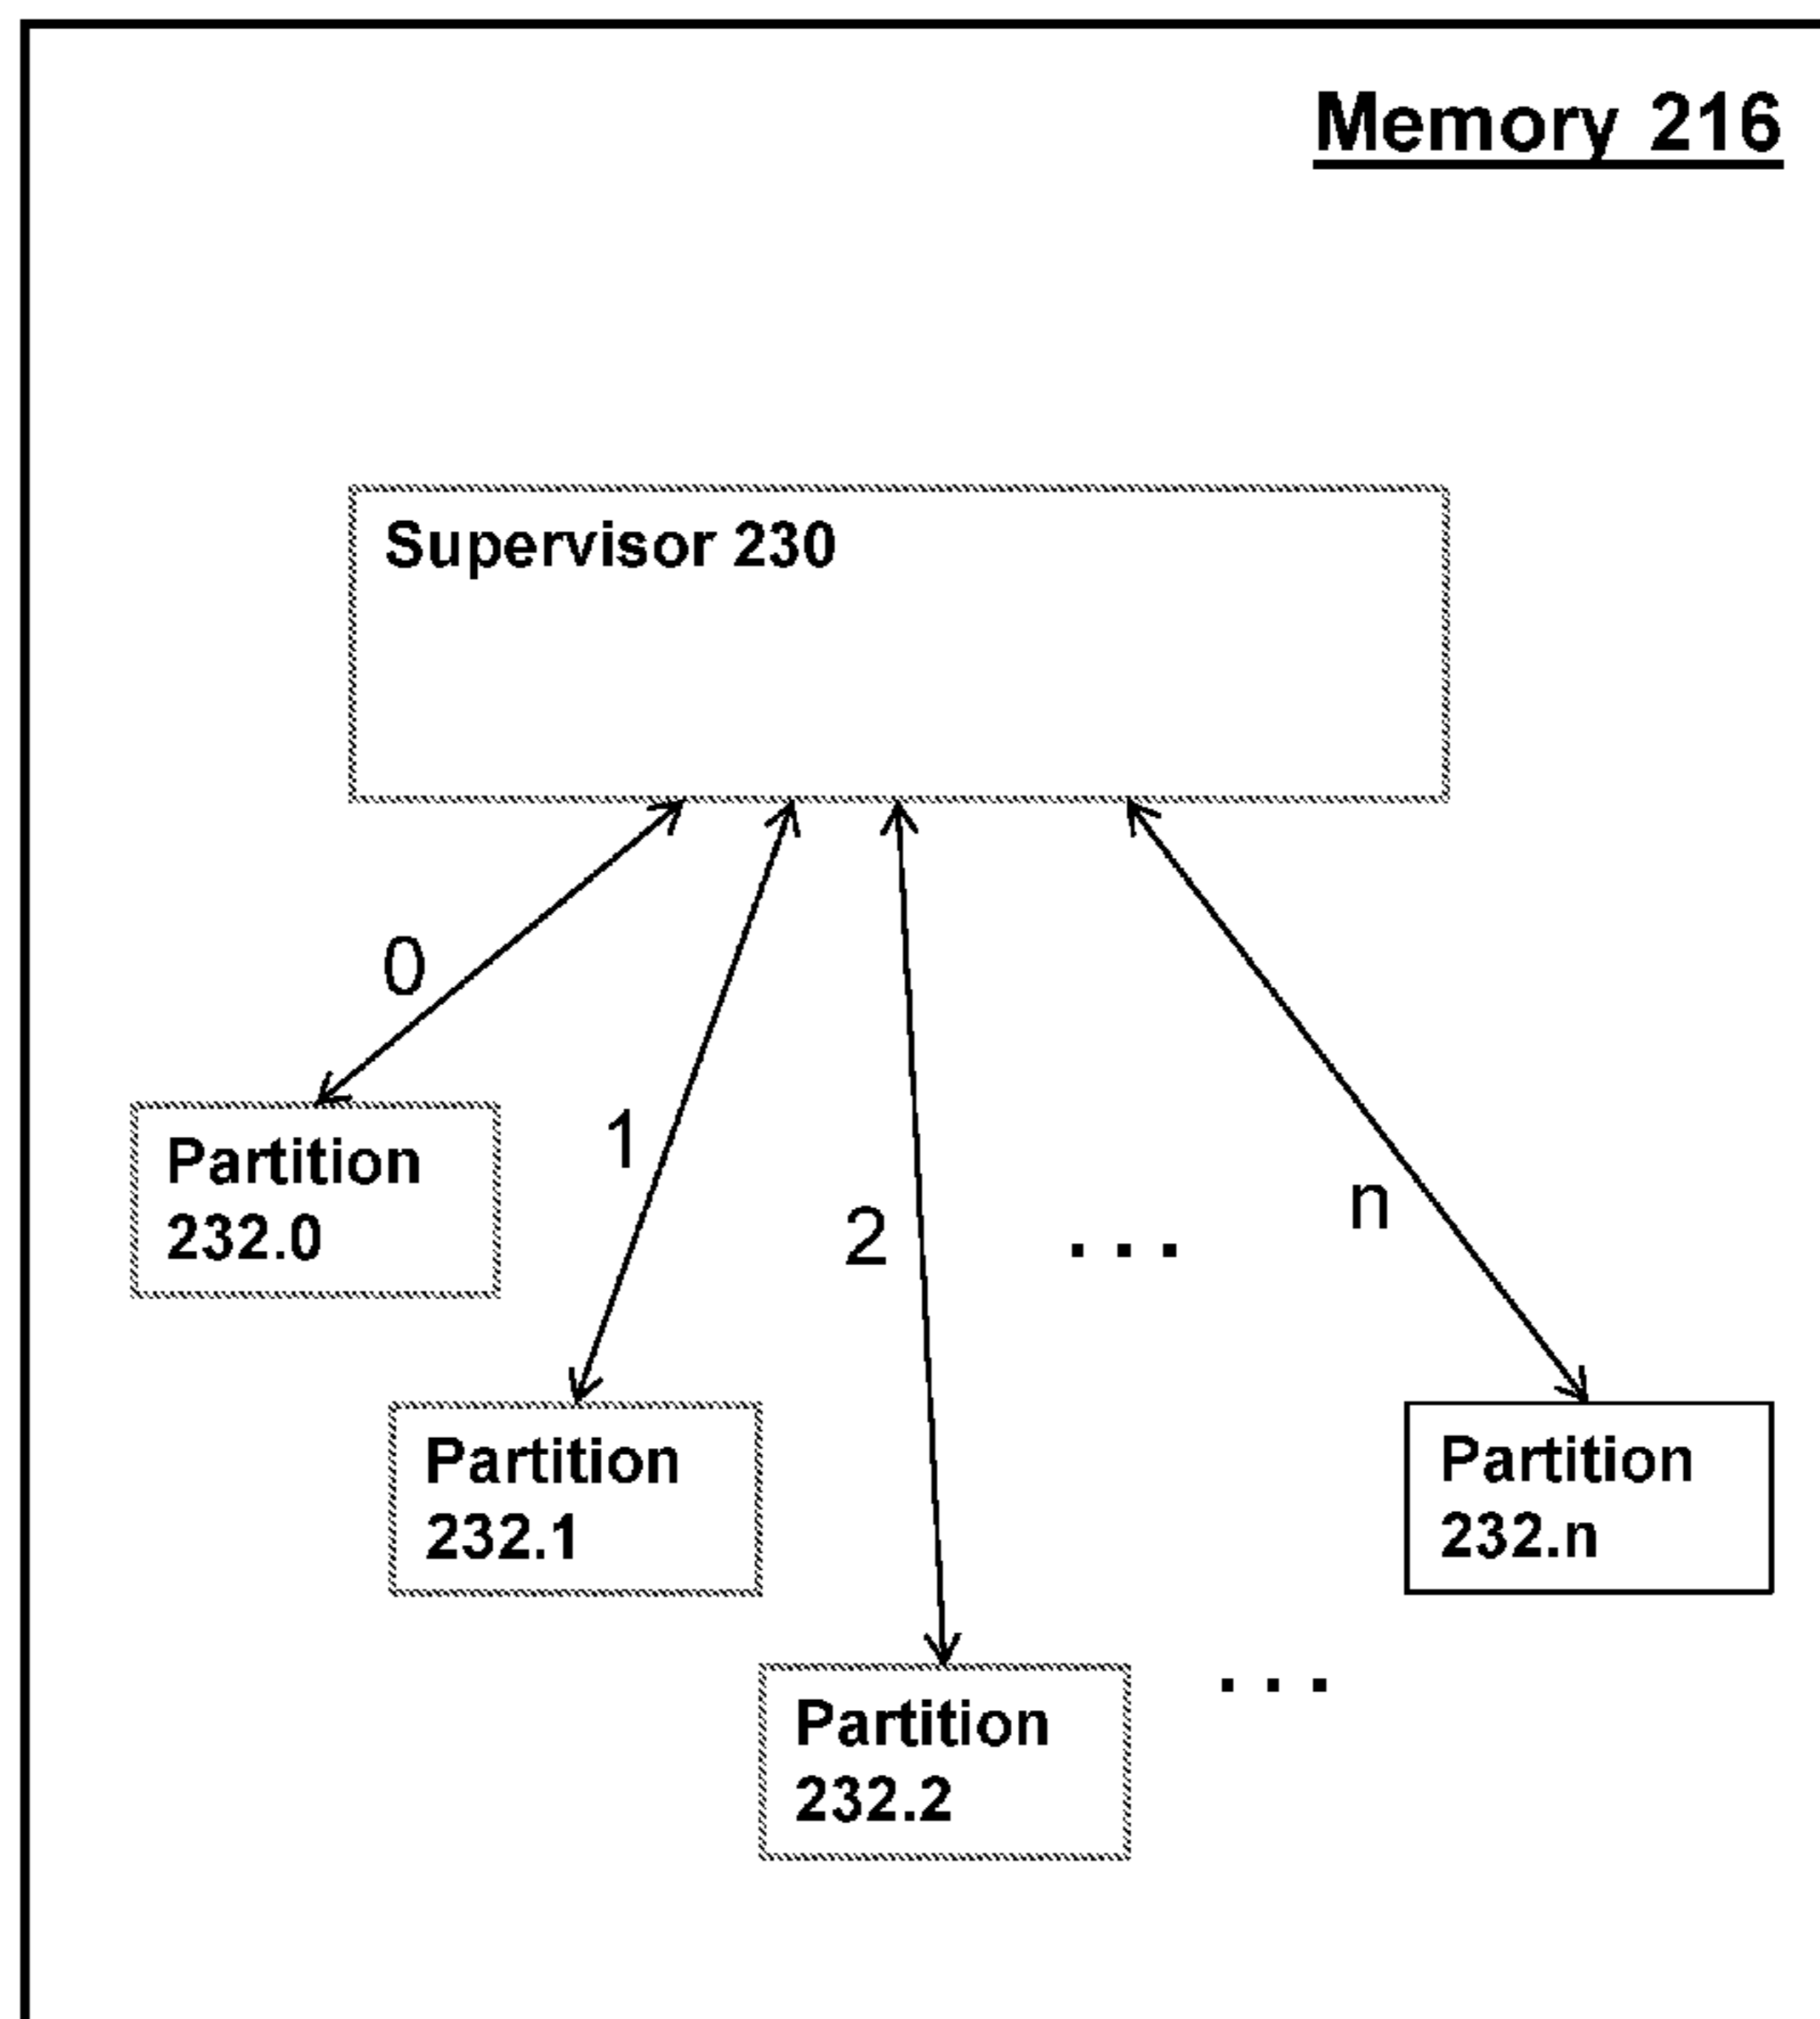 Memory 216
Supervisor 230
0
1
2
. . .
n
Partition
232.0
Partition
232.1
Partition
232.n
Partition
232.2
. . .